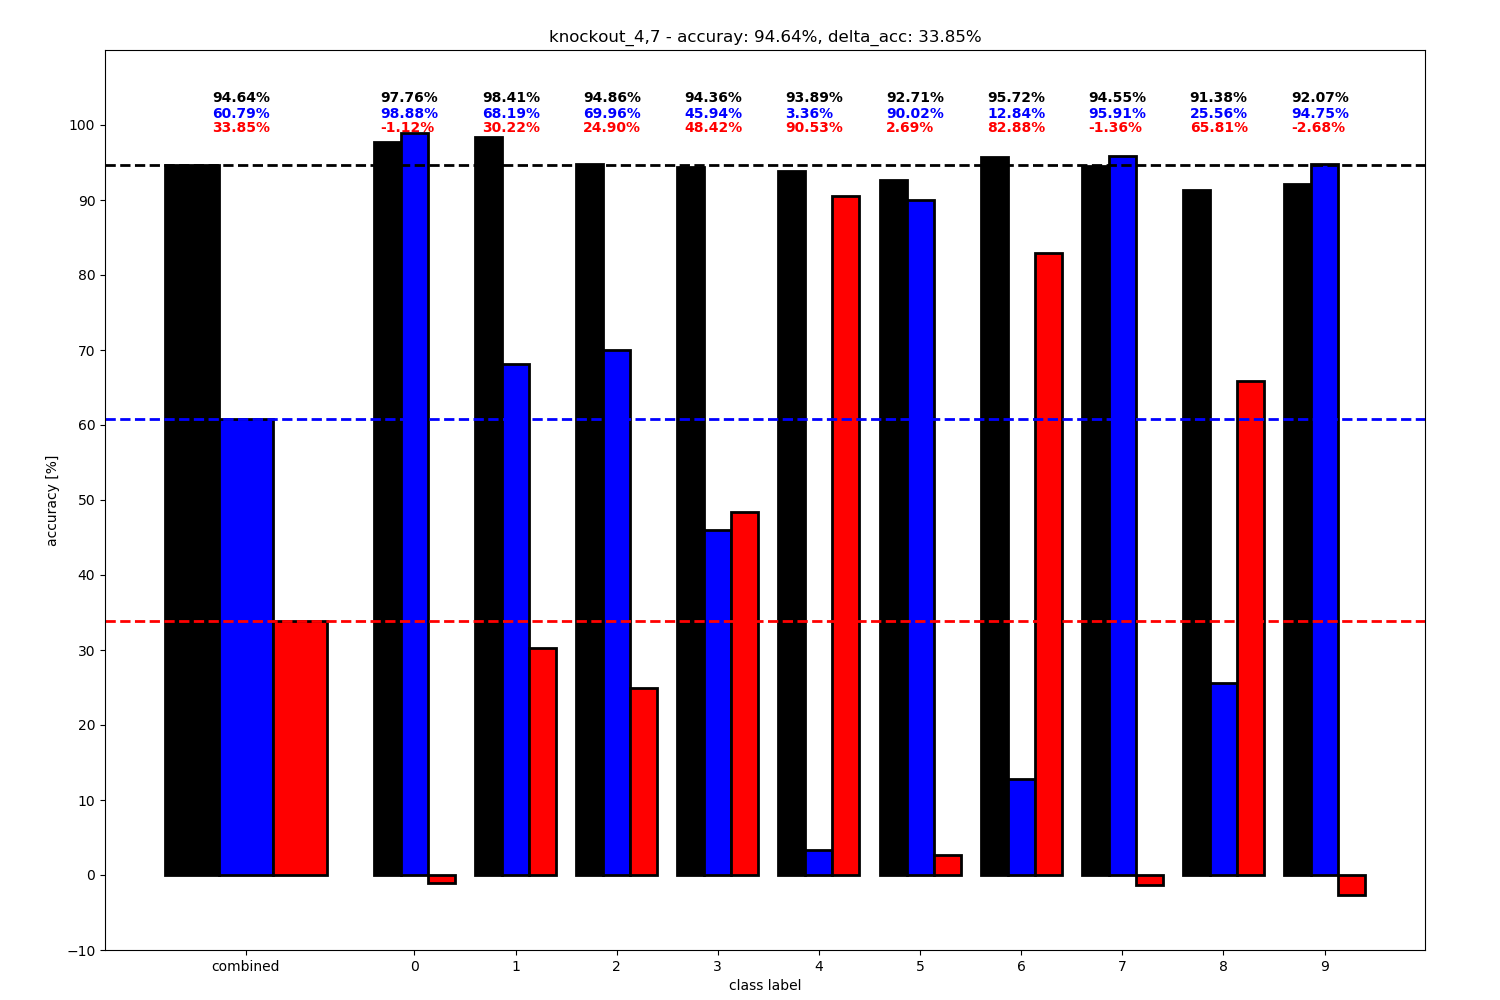 knockout_4,7 - accuray: 94.64%, delta_acc: 33.85%
94.64% 97.76% 98.41% 94.86% 94.36% 93.89% 92.71% 95.72% 94.55% 91.38% 92.07%
60.79% 98.88% 68.19% 69.96% 45.94% 3.36% 90.02% 12.84% 95.91% 25.56% 94.75%
33.85% -1.12% 30.22% 24.90% 48.42% 90.53% 2.69% 82.88% -1.36% 65.81% -2.68%
100
90
80
70
60
50
40
30
20
10
0
−10
accuracy [%]
combined 0 1 2 3 4 5 6 7 8 9
class label